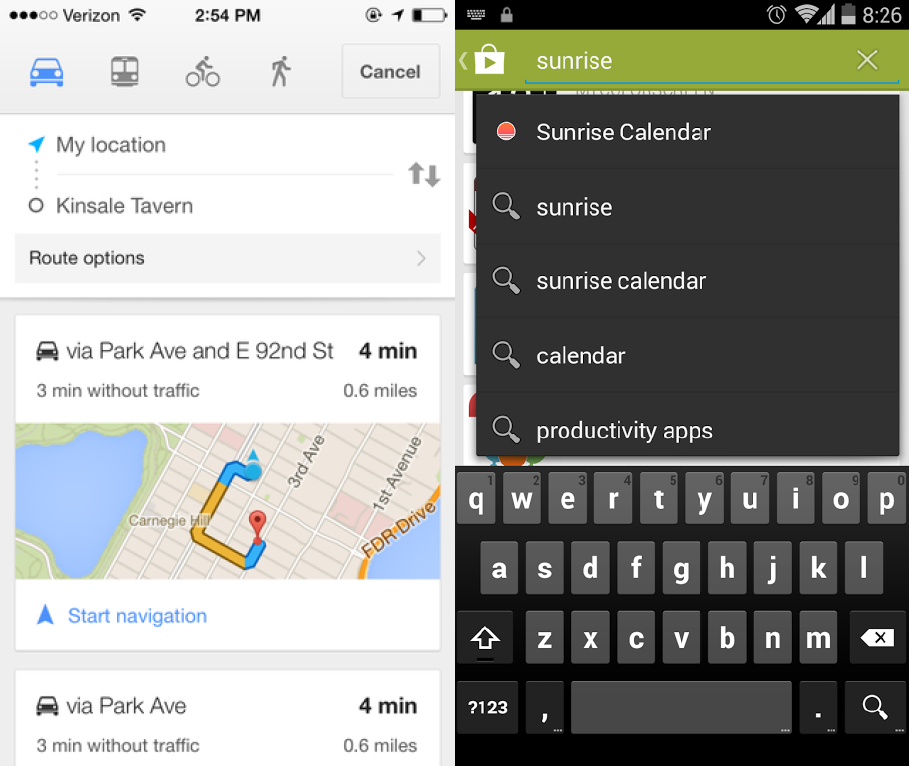 Verizon 2:54 PM
Cancel
My location
Kinsale Tavern
Route options
via Park Ave and E 92nd St 4 min
3 min without traffic 0.6 miles
3rd Ave
1st Avenue
Carnegie Hill
FDR Drive
Start navigation
via Park Ave 4 min
3 min without traffic 0.6 miles
8:26
sunrise
Sunrise Calendar
sunrise
sunrise calendar
calendar
productivity apps
1 2 3 4 5 6 7 8 9 0
q w e r t y u i o p
a s d f g h j k l
z x c v b n m
?123 , ... ... . ... ...